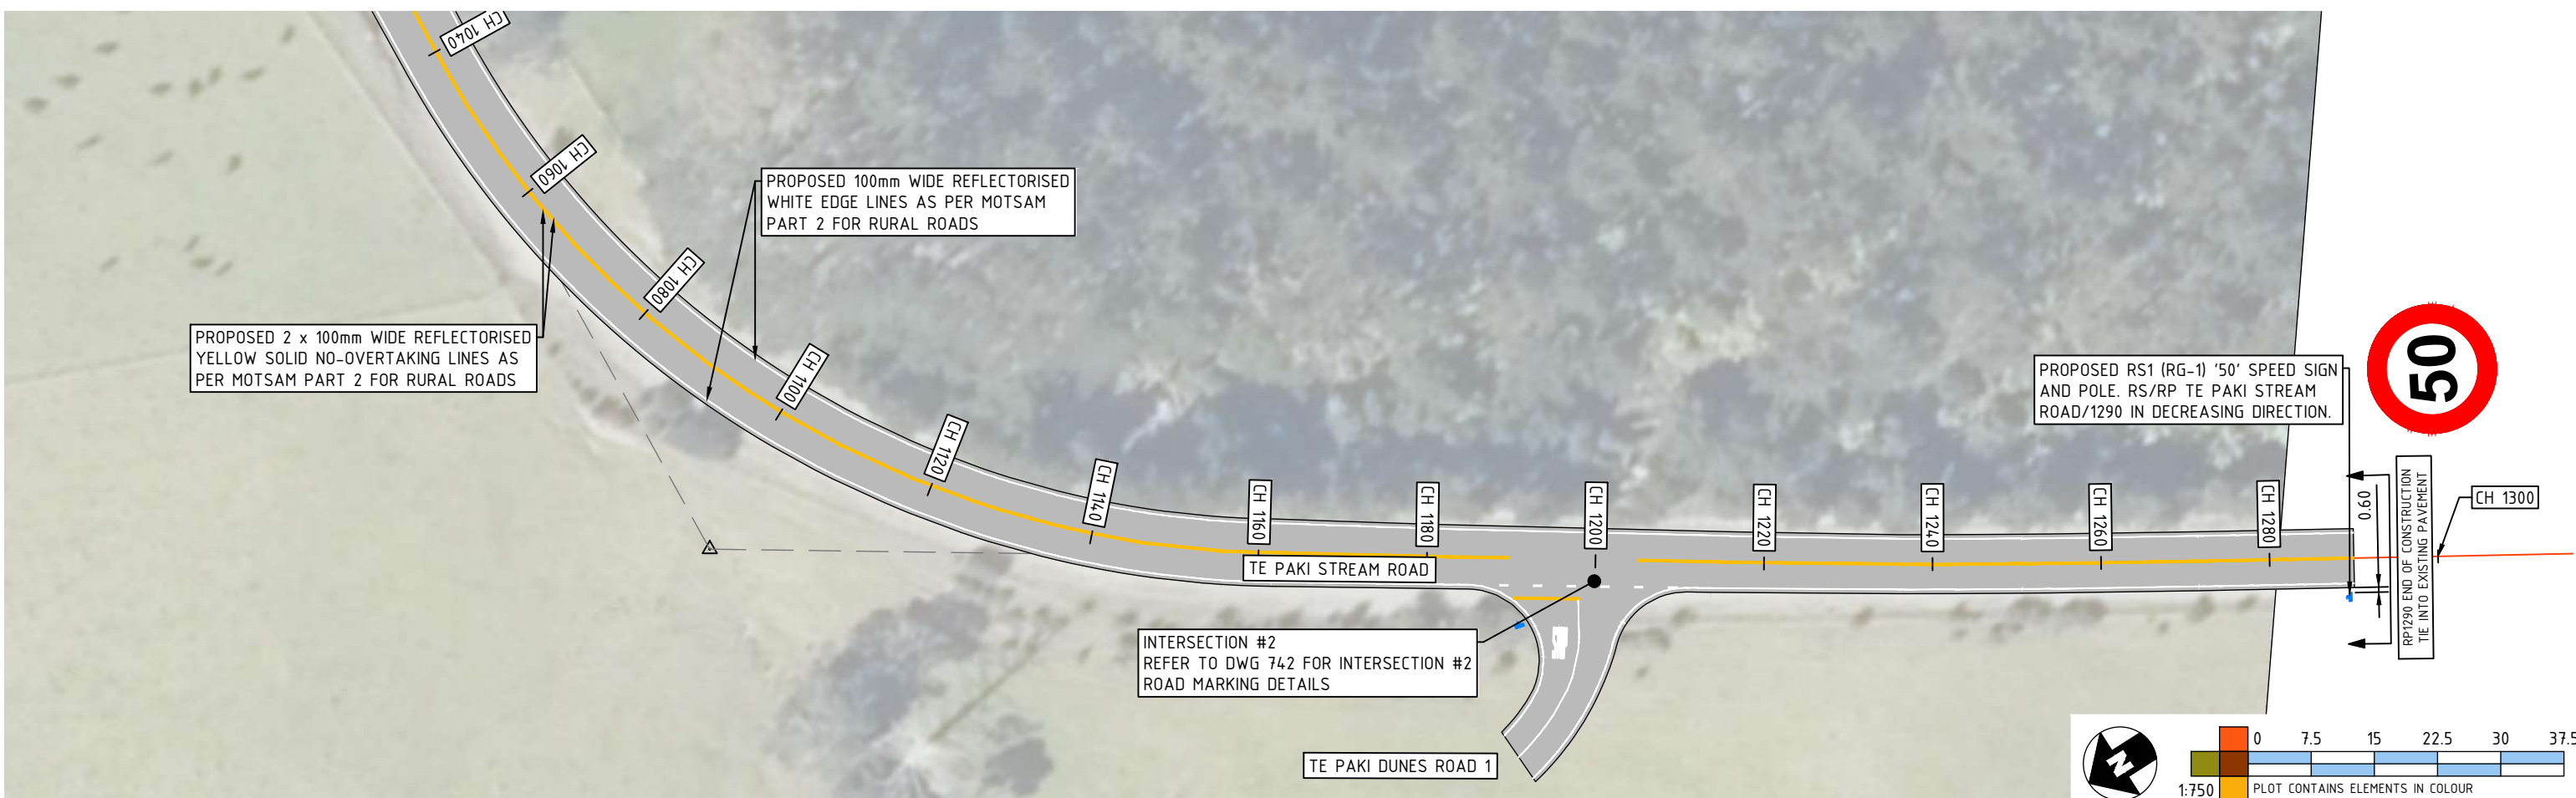 CH 1040
CH 1060
CH 1080
CH 1100
CH 1120
CH 1140
CH 1160
CH 1180
CH 1200
CH 1220
CH 1240
CH 1260
CH 1280
CH 1300
PROPOSED 100mm WIDE REFLECTORISED
WHITE EDGE LINES AS PER MOTSAM
PART 2 FOR RURAL ROADS
PROPOSED 2 x 100mm WIDE REFLECTORISED
YELLOW SOLID NO-OVERTAKING LINES AS
PER MOTSAM PART 2 FOR RURAL ROADS
50
PROPOSED RS1 (RG-1) '50' SPEED SIGN
AND POLE. RS/RP TE PAKI STREAM
ROAD/1290 IN DECREASING DIRECTION.
0.60
RP1290 END OF CONSTRUCTION
TIE INTO EXISTING PAVEMENT
TE PAKI STREAM ROAD
INTERSECTION #2
REFER TO DWG 742 FOR INTERSECTION #2
ROAD MARKING DETAILS
TE PAKI DUNES ROAD 1
N
0 7.5 15 22.5 30 37.5
1:750
PLOT CONTAINS ELEMENTS IN COLOUR